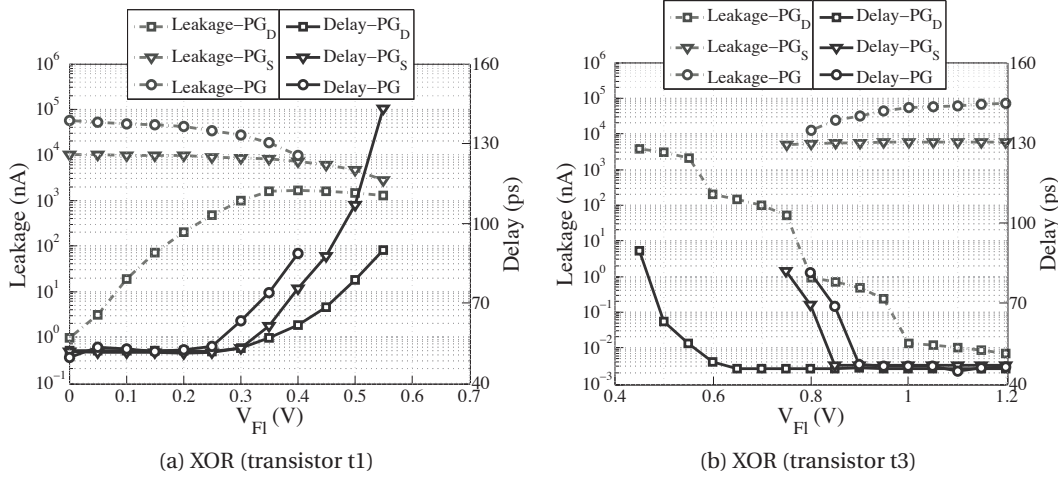 Leakage–PG_D Delay–PG_D
Leakage–PG_S Delay–PG_S
Leakage–PG Delay–PG
10^6
10^5
10^4
10^3
10^2
10^1
10^0
10^−1
Leakage (nA)
160
130
100
70
40
Delay (ps)
0 0.1 0.2 0.3 0.4 0.5 0.6 0.7
V_Fl (V)
(a) XOR (transistor t1)
Leakage–PG_D Delay–PG_D
Leakage–PG_S Delay–PG_S
Leakage–PG Delay–PG
10^6
10^5
10^4
10^3
10^2
10^1
10^0
10^−1
10^−2
10^−3
Leakage (nA)
160
130
100
70
40
Delay (ps)
0.4 0.6 0.8 1 1.2
V_Fl (V)
(b) XOR (transistor t3)